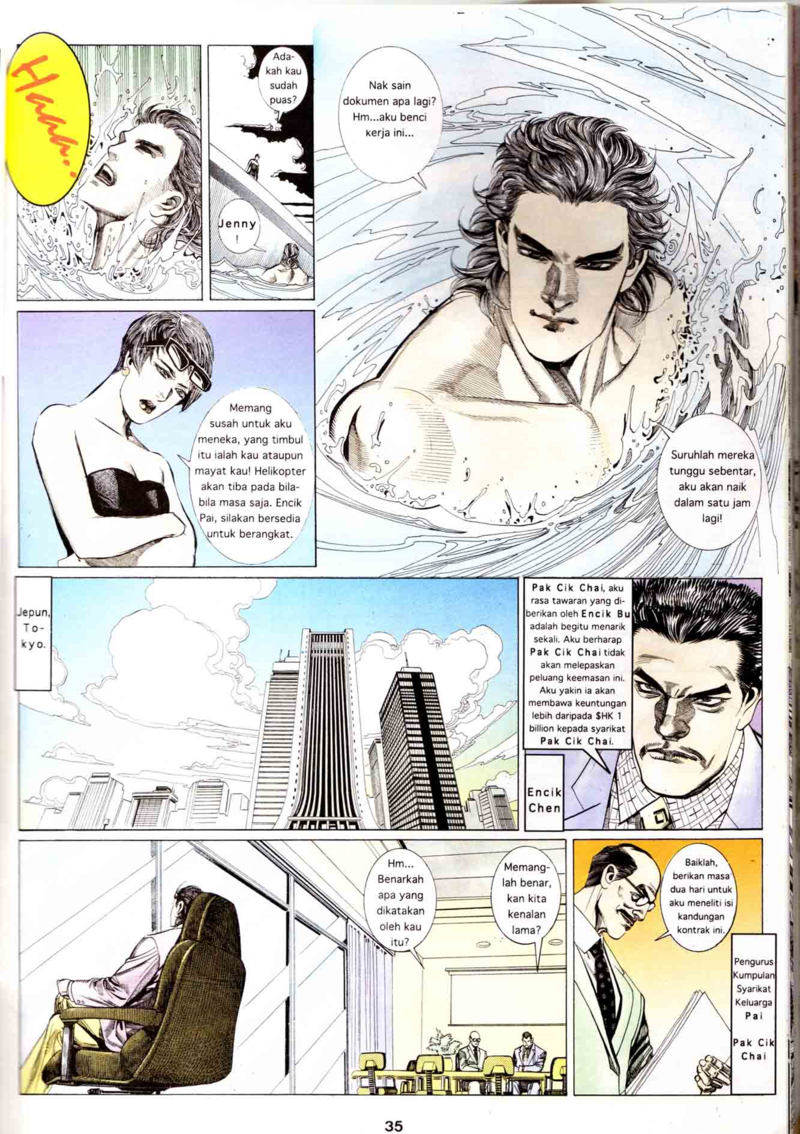 Haaah..
Ada-
kah kau
sudah
puas?
Jenny
!
Nak sain
dokumen apa lagi?
Hm...aku benci
kerja ini...
Suruhlah mereka
tunggu sebentar,
aku akan naik
dalam satu jam
lagi!
Memang
susah untuk aku
meneka, yang timbul
itu ialah kau ataupun
mayat kau! Helikopter
akan tiba pada bila-
bila masa saja. Encik
Pai, silakan bersedia
untuk berangkat.
Jepun,
To-
kyo.
Pak Cik Chai, aku
rasa tawaran yang di-
berikan oleh Encik Bu
adalah begitu menarik
sekali. Aku berharap
Pak Cik Chai tidak
akan melepaskan
peluang keemasan ini.
Aku yakin ia akan
membawa keuntungan
lebih daripada $HK 1
billion kepada syarikat
Pak Cik Chai.
Encik
Chen
Hm...
Benarkah
apa yang
dikatakan
oleh kau
itu?
Memang-
lah benar,
kan kita
kenalan
lama?
Baiklah,
berikan masa
dua hari untuk
aku meneliti isi
kandungan
kontrak ini.
Pengurus
Kumpulan
Syarikat
Keluarga
Pai
Pak Cik
Chai
35